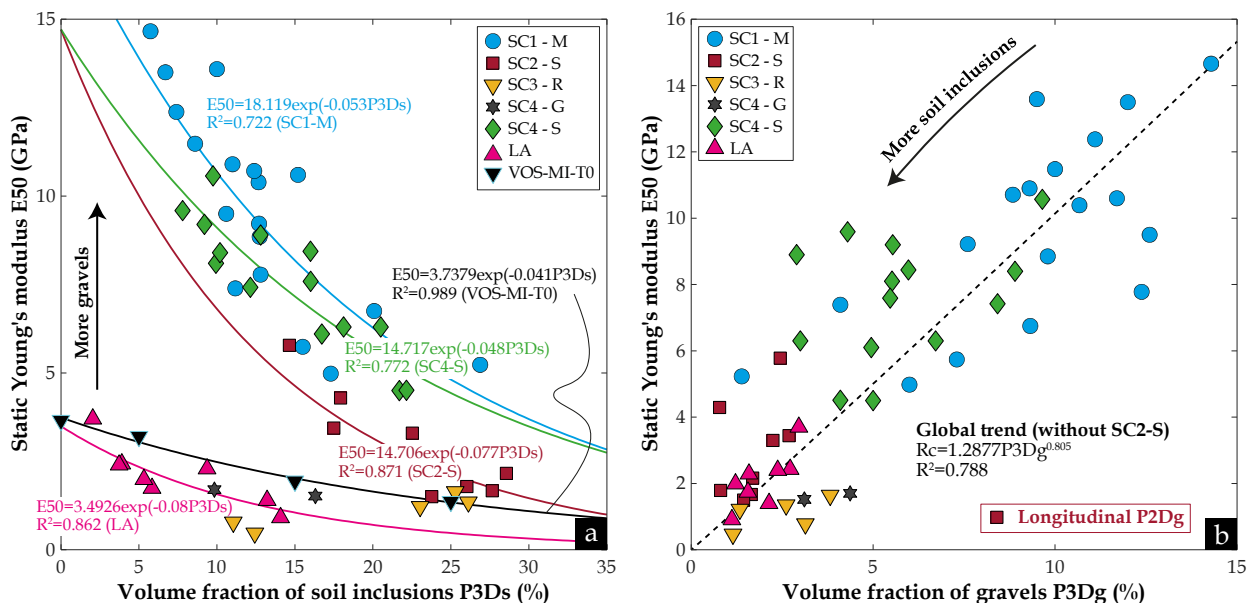 15
10
5
0
0
5
10
15
20
25
30
35
Static Young's modulus E50 (GPa)
Volume fraction of soil inclusions P3Ds (%)
SC1 - M
SC2 - S
SC3 - R
SC4 - G
SC4 - S
LA
VOS-MI-T0
E50=18.119exp(-0.053P3Ds)
R²=0.722 (SC1-M)
More gravels
E50=3.7379exp(-0.041P3Ds)
R²=0.989 (VOS-MI-T0)
E50=14.717exp(-0.048P3Ds)
R²=0.772 (SC4-S)
E50=14.706exp(-0.077P3Ds)
R²=0.871 (SC2-S)
E50=3.4926exp(-0.08P3Ds)
R²=0.862 (LA)
a
16
14
12
10
8
6
4
2
0
0
5
10
15
Static Young's modulus E50 (GPa)
Volume fraction of gravels P3Dg (%)
SC1 - M
SC2 - S
SC3 - R
SC4 - G
SC4 - S
LA
More soil inclusions
Global trend (without SC2-S)
Rc=1.2877P3Dg^0.805
R²=0.788
Longitudinal P2Dg
b